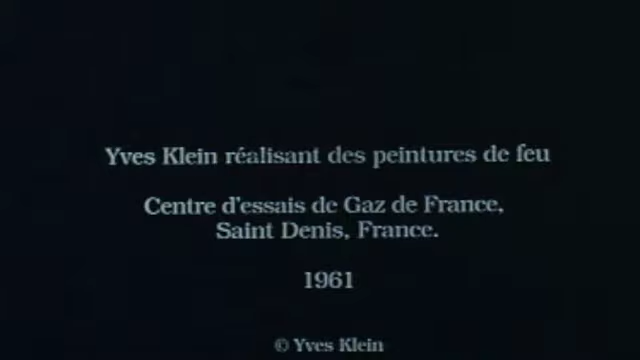 Yves Klein réalisant des peintures de feu
Centre d'essais de Gaz de France,
Saint Denis, France.
1961
© Yves Klein